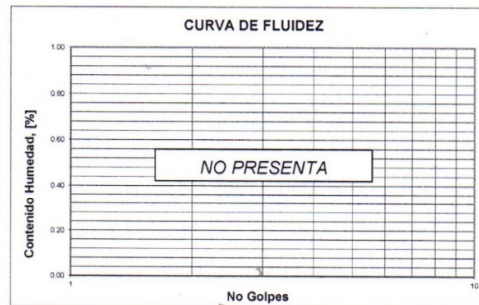 CURVA DE FLUIDEZ
1.00
0.80
0.60
0.40
0.20
0.00
Contenido Humedad, [%]
NO PRESENTA
1
10
No Golpes